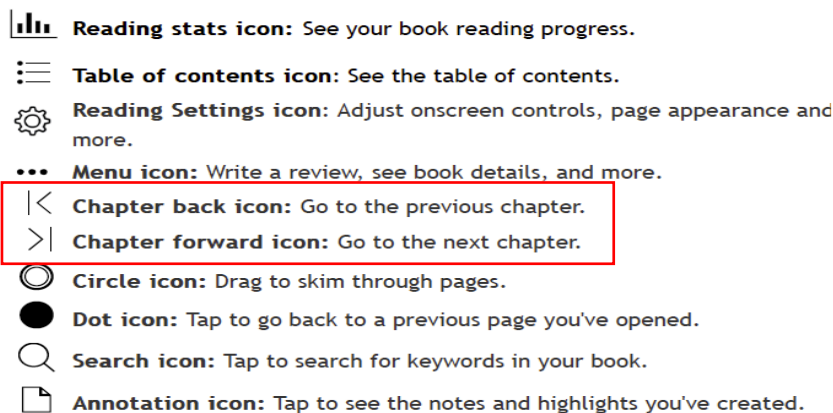 Reading stats icon: See your book reading progress.
Table of contents icon: See the table of contents.
Reading Settings icon: Adjust onscreen controls, page appearance and
more.
Menu icon: Write a review, see book details, and more.
Chapter back icon: Go to the previous chapter.
Chapter forward icon: Go to the next chapter.
Circle icon: Drag to skim through pages.
Dot icon: Tap to go back to a previous page you've opened.
Search icon: Tap to search for keywords in your book.
Annotation icon: Tap to see the notes and highlights you've created.